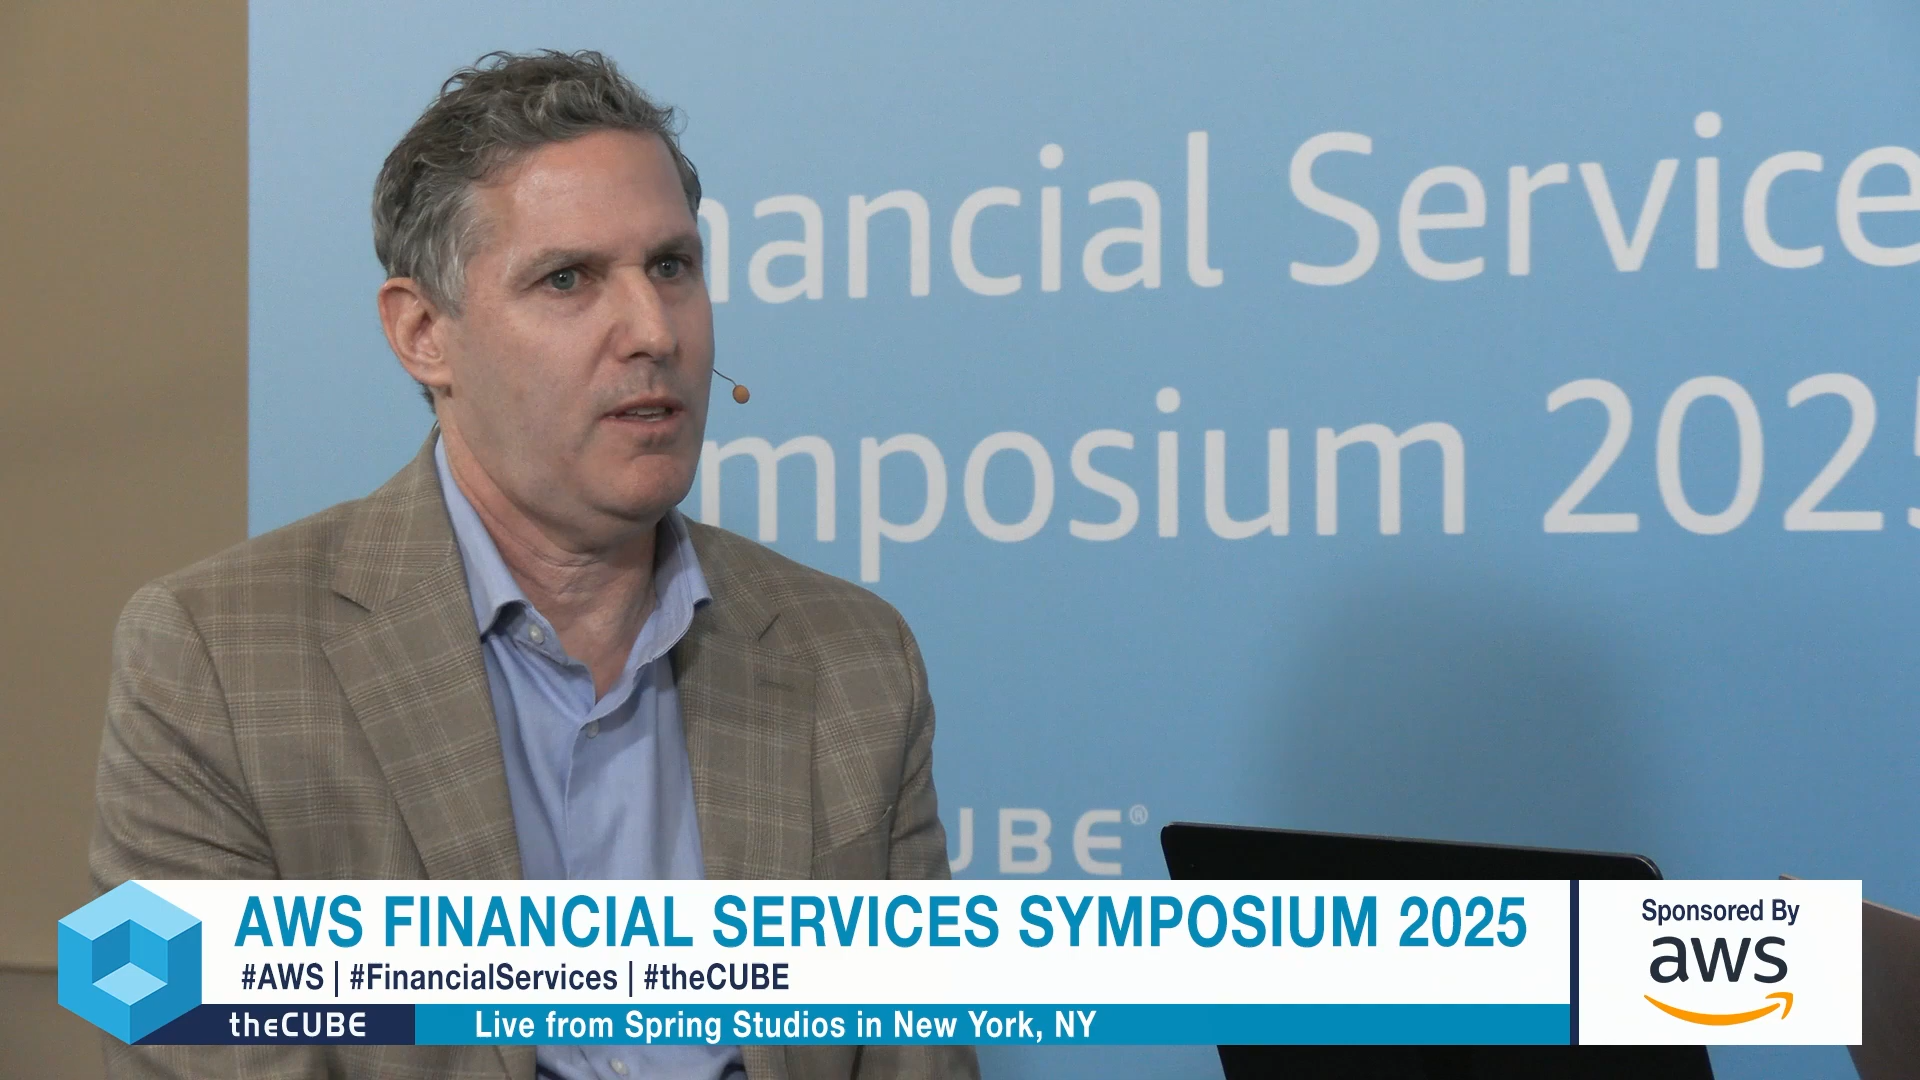 nancial Service
mposium 202
UBE®
AWS FINANCIAL SERVICES SYMPOSIUM 2025
#AWS | #FinancialServices | #theCUBE
theCUBE
Live from Spring Studios in New York, NY
Sponsored By
aws